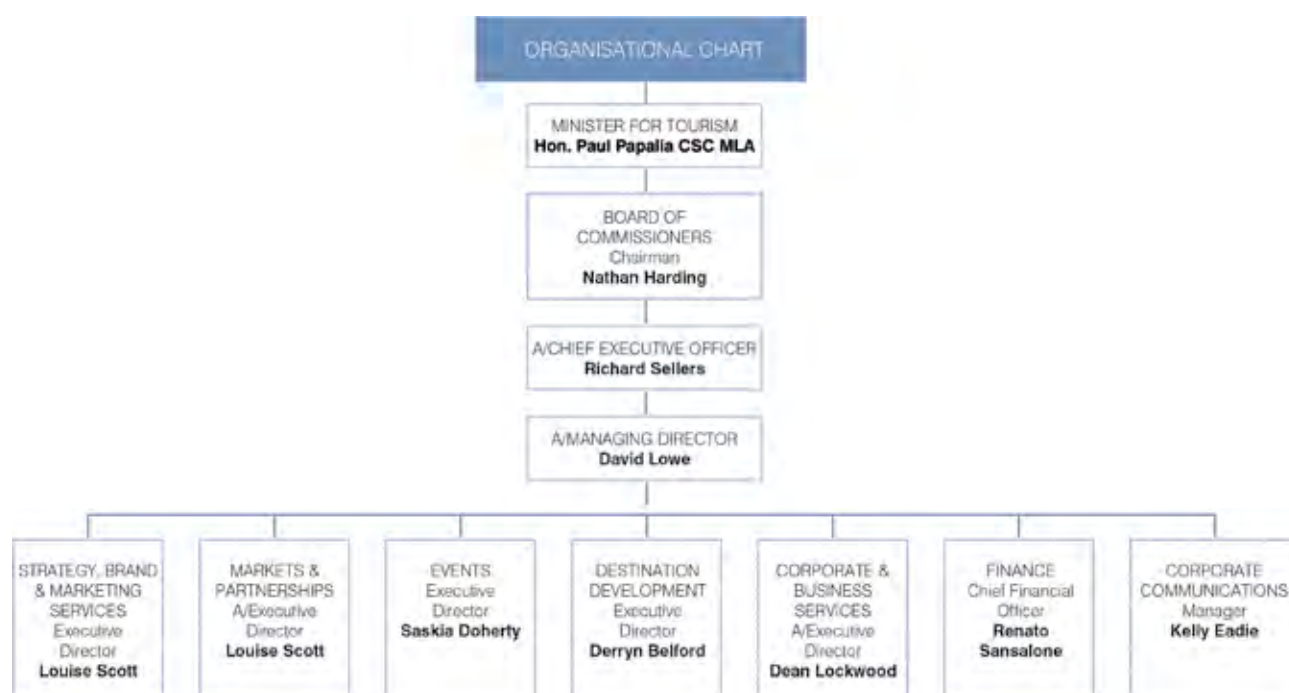 ORGANISATIONAL CHART
MINISTER FOR TOURISM
Hon. Paul Papalia CSC MLA
BOARD OF
COMMISSIONERS
Chairman
Nathan Harding
A/CHIEF EXECUTIVE OFFICER
Richard Sellers
A/MANAGING DIRECTOR
David Lowe
STRATEGY, BRAND
& MARKETING
SERVICES
Executive
Director
Louise Scott
MARKETS &
PARTNERSHIPS
A/Executive
Director
Louise Scott
EVENTS
Executive
Director
Saskia Doherty
DESTINATION
DEVELOPMENT
Executive
Director
Derryn Belford
CORPORATE &
BUSINESS
SERVICES
A/Executive
Director
Dean Lockwood
FINANCE
Chief Financial
Officer
Renato
Sansalone
CORPORATE
COMMUNICATIONS
Manager
Kelly Eadie